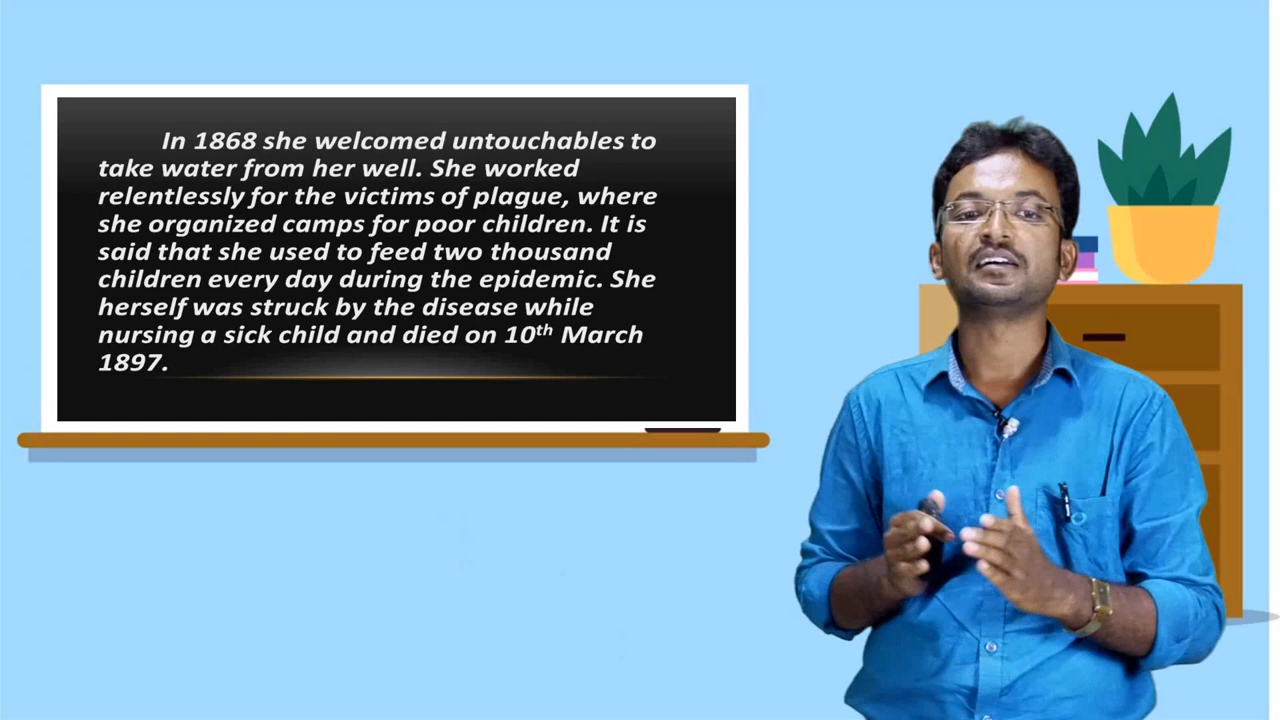 In 1868 she welcomed untouchables to
take water from her well. She worked
relentlessly for the victims of plague, where
she organized camps for poor children. It is
said that she used to feed two thousand
children every day during the epidemic. She
herself was struck by the disease while
nursing a sick child and died on 10th March
1897.